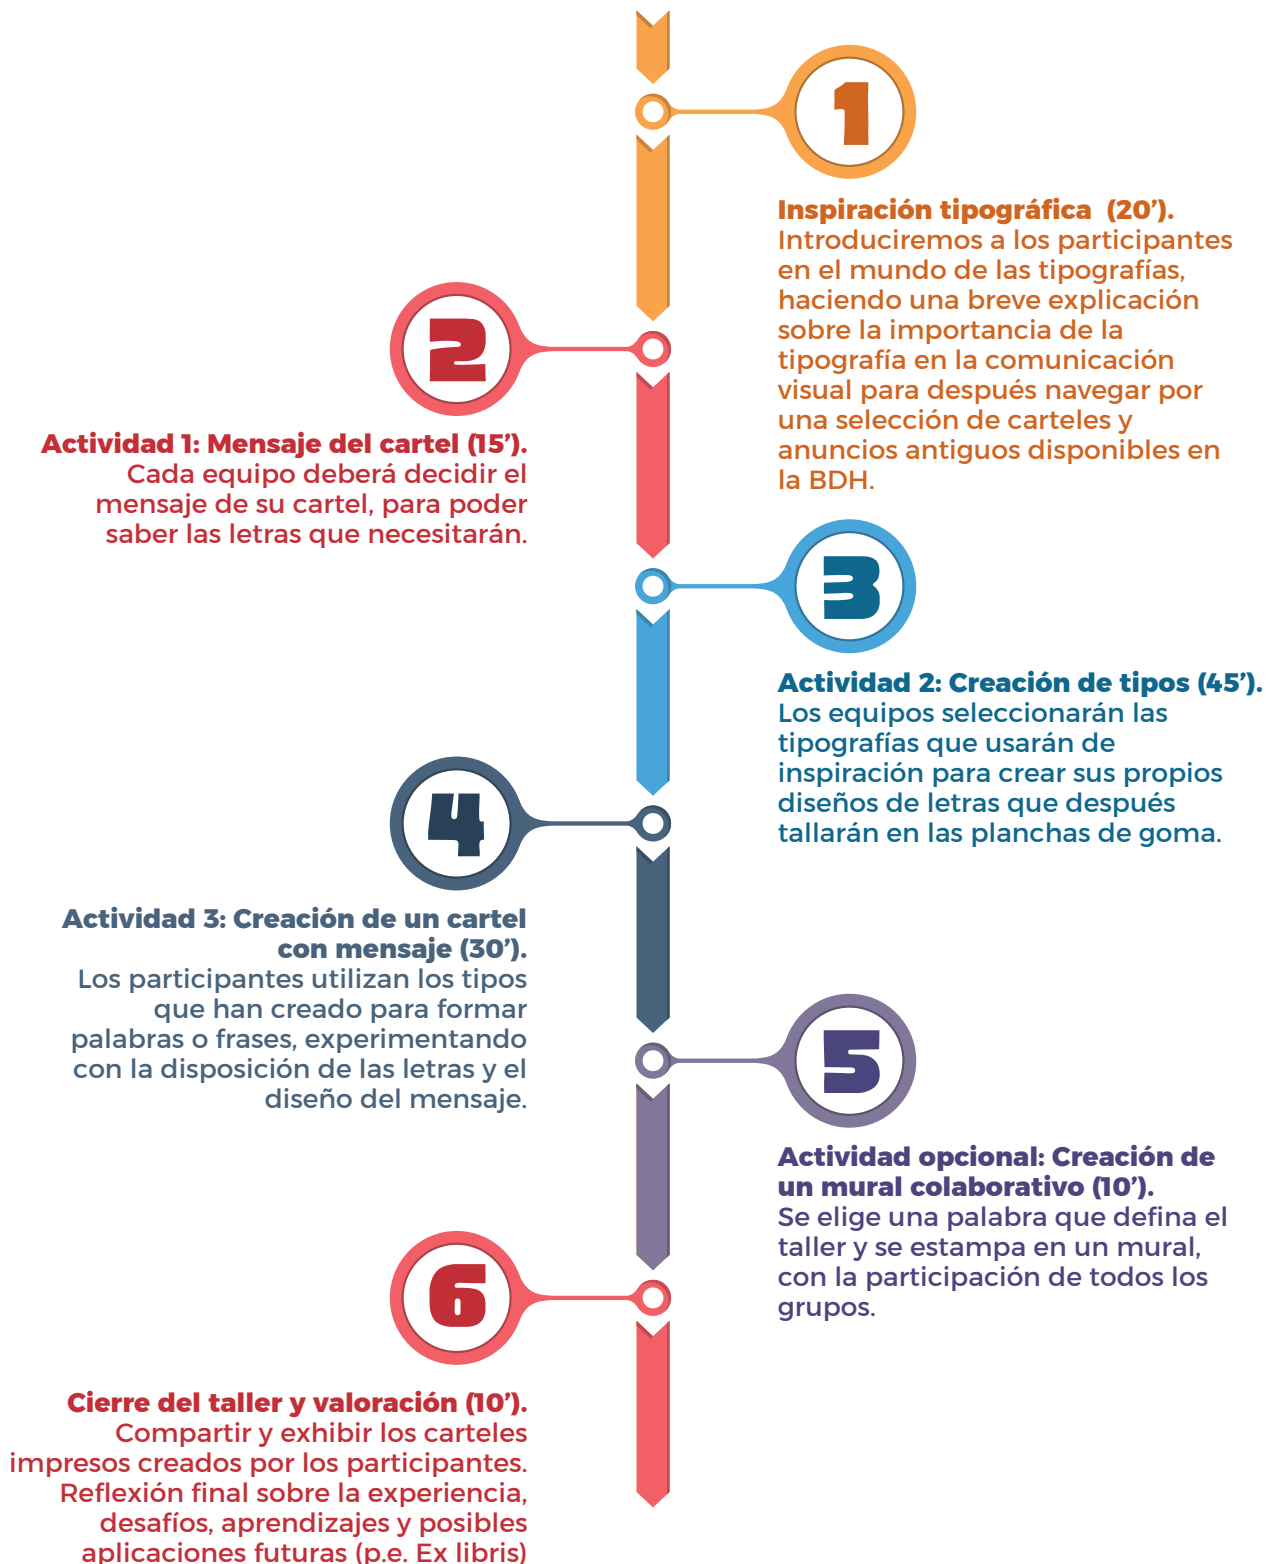 1
Inspiración tipográfica (20’).
Introduciremos a los participantes
en el mundo de las tipografías,
haciendo una breve explicación
sobre la importancia de la
tipografía en la comunicación
visual para después navegar por
una selección de carteles y
anuncios antiguos disponibles en
la BDH.
2
Actividad 1: Mensaje del cartel (15’).
Cada equipo deberá decidir el
mensaje de su cartel, para poder
saber las letras que necesitarán.
3
Actividad 2: Creación de tipos (45’).
Los equipos seleccionarán las
tipografías que usarán de
inspiración para crear sus propios
diseños de letras que después
tallarán en las planchas de goma.
4
Actividad 3: Creación de un cartel
con mensaje (30’).
Los participantes utilizan los tipos
que han creado para formar
palabras o frases, experimentando
con la disposición de las letras y el
diseño del mensaje.
5
Actividad opcional: Creación de
un mural colaborativo (10’).
Se elige una palabra que defina el
taller y se estampa en un mural,
con la participación de todos los
grupos.
6
Cierre del taller y valoración (10’).
Compartir y exhibir los carteles
impresos creados por los participantes.
Reflexión final sobre la experiencia,
desafíos, aprendizajes y posibles
aplicaciones futuras (p.e. Ex libris)